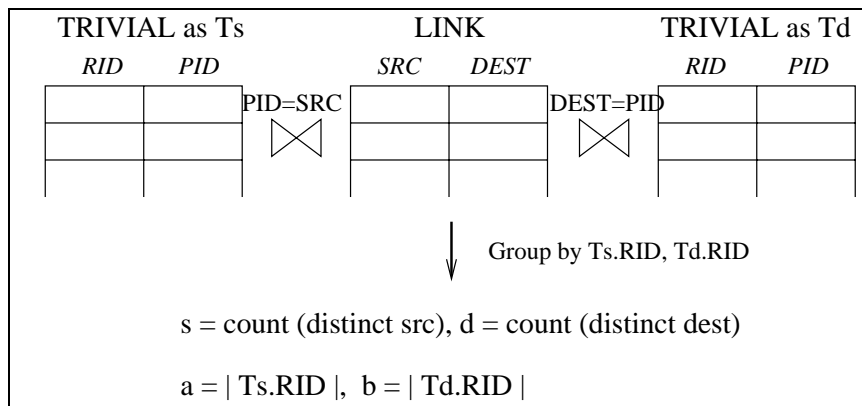 TRIVIAL as Ts LINK TRIVIAL as Td
RID PID SRC DEST RID PID
PID=SRC DEST=PID
Group by Ts.RID, Td.RID
s = count (distinct src), d = count (distinct dest)
a = | Ts.RID |, b = | Td.RID |